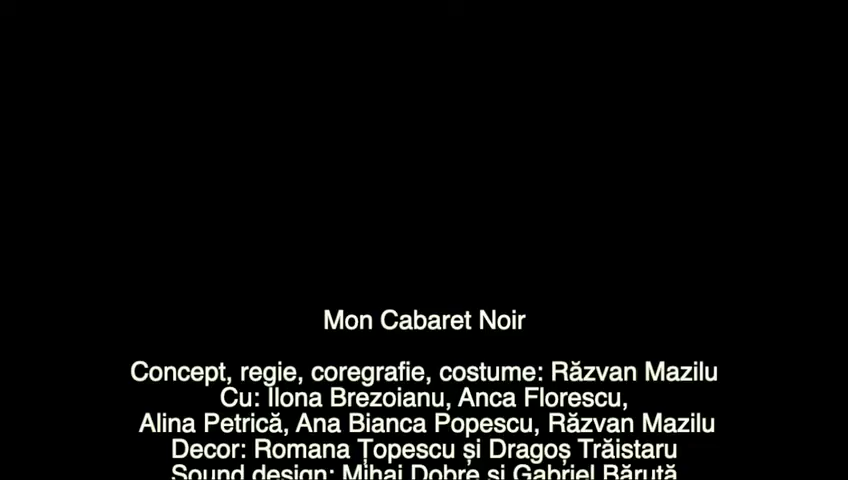 Mon Cabaret Noir
Concept, regie, coregrafie, costume: Răzvan Mazilu
Cu: Ilona Brezoianu, Anca Florescu,
Alina Petrică, Ana Bianca Popescu, Răzvan Mazilu
Decor: Romana Țopescu și Dragoș Trăistaru
Sound design: Mihai Dobre și Gabriel Băruță